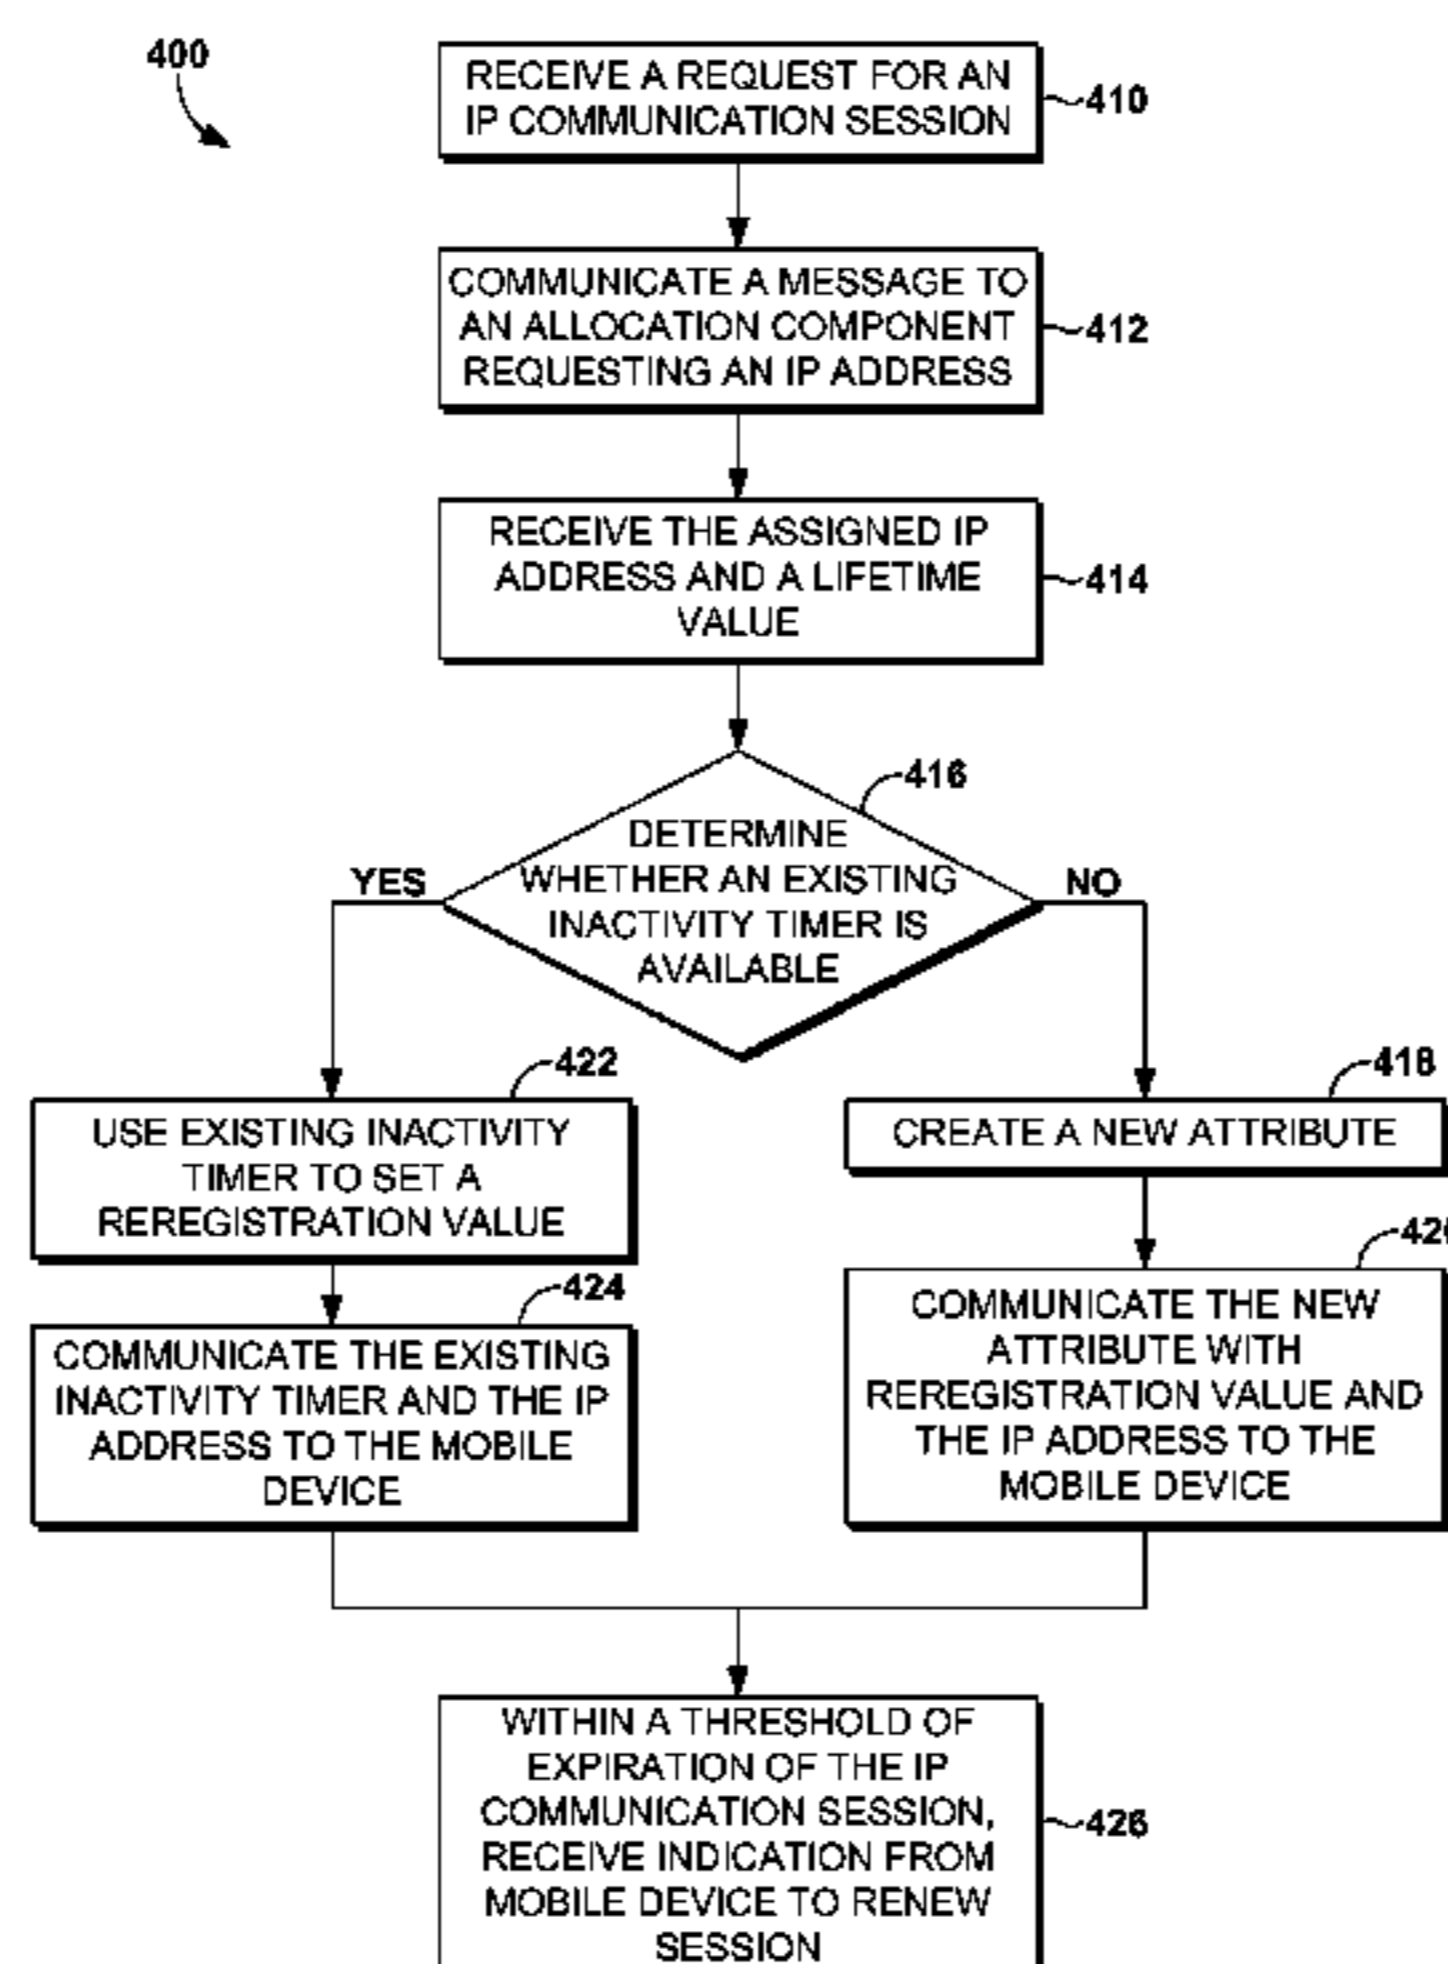 400
RECEIVE A REQUEST FOR AN
IP COMMUNICATION SESSION
410
COMMUNICATE A MESSAGE TO
AN ALLOCATION COMPONENT
REQUESTING AN IP ADDRESS
412
RECEIVE THE ASSIGNED IP
ADDRESS AND A LIFETIME
VALUE
414
416
DETERMINE
WHETHER AN EXISTING
INACTIVITY TIMER IS
AVAILABLE
YES
NO
422
USE EXISTING INACTIVITY
TIMER TO SET A
REREGISTRATION VALUE
424
COMMUNICATE THE EXISTING
INACTIVITY TIMER AND THE IP
ADDRESS TO THE MOBILE
DEVICE
418
CREATE A NEW ATTRIBUTE
COMMUNICATE THE NEW
ATTRIBUTE WITH
REREGISTRATION VALUE AND
THE IP ADDRESS TO THE
MOBILE DEVICE
WITHIN A THRESHOLD OF
EXPIRATION OF THE IP
COMMUNICATION SESSION,
RECEIVE INDICATION FROM
MOBILE DEVICE TO RENEW
SESSION
426